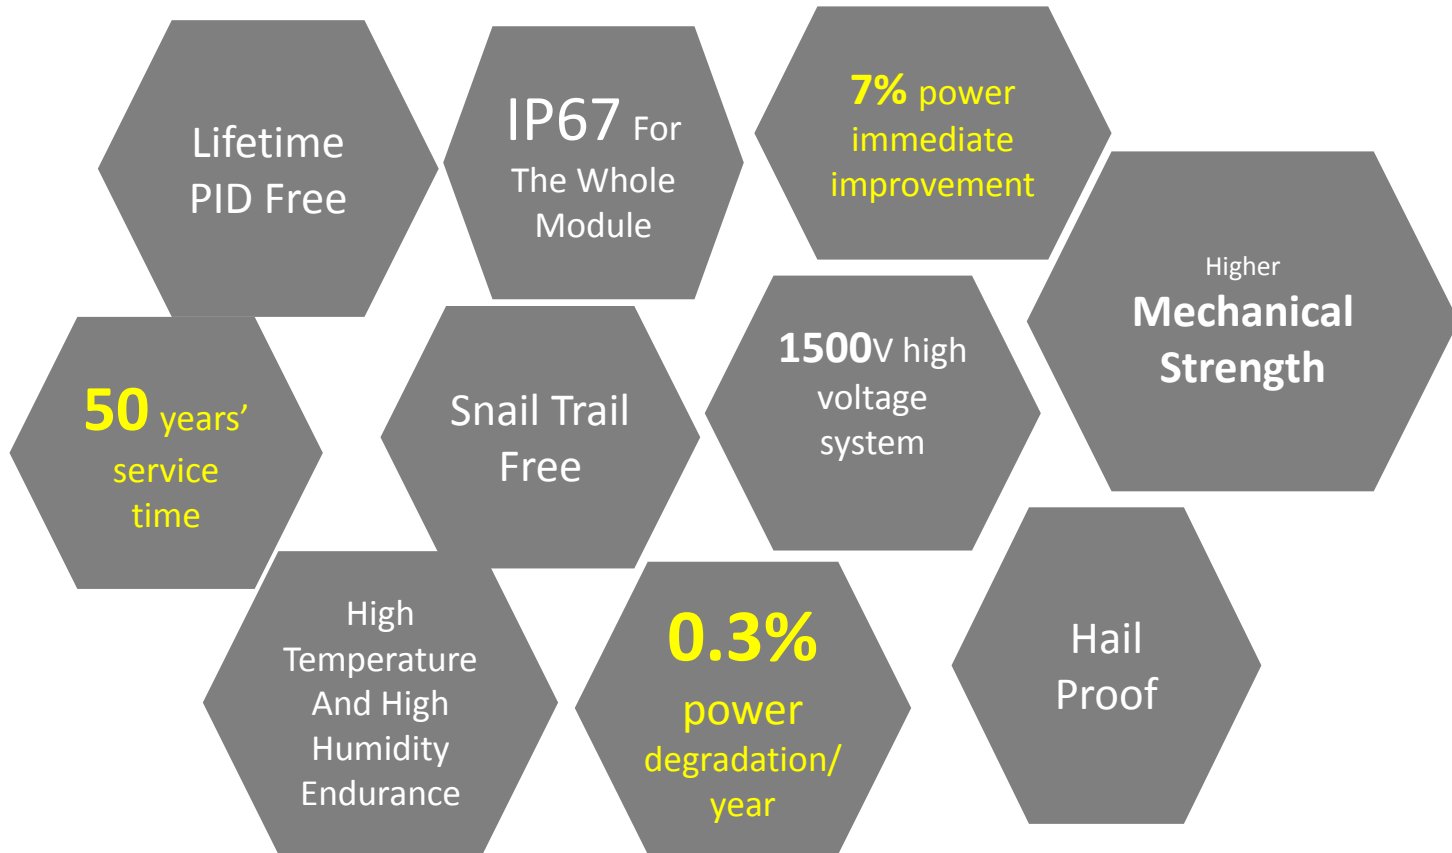 Lifetime
PID Free
IP67 For
The Whole
Module
7% power
immediate
improvement
Higher
Mechanical
Strength
50 years’
service
time
Snail Trail
Free
1500V high
voltage
system
High
Temperature
And High
Humidity
Endurance
0.3%
power
degradation/
year
Hail
Proof